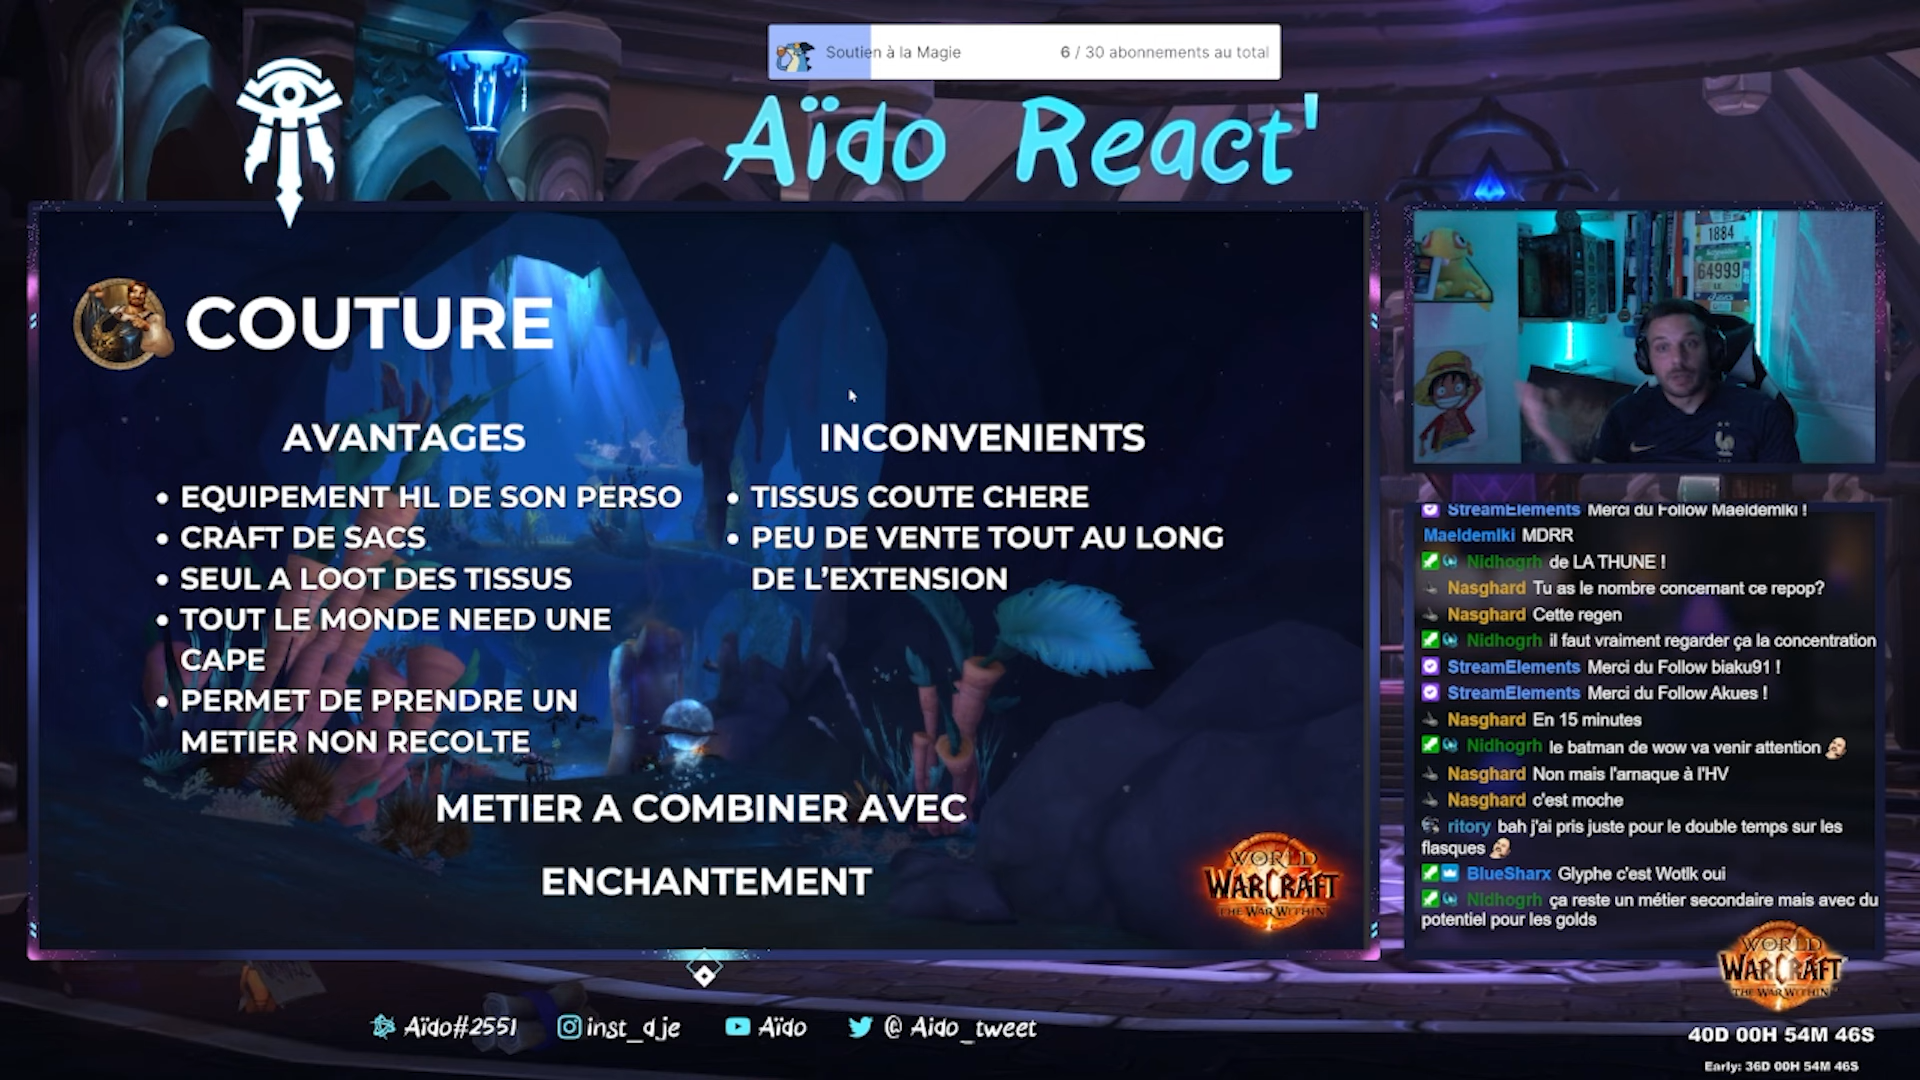 Soutien à la Magie
6 / 30 abonnements au total
Aïdo React'
COUTURE
AVANTAGES
• EQUIPEMENT HL DE SON PERSO
• CRAFT DE SACS
• SEUL A LOOT DES TISSUS
• TOUT LE MONDE NEED UNE
CAPE
• PERMET DE PRENDRE UN
METIER NON RECOLTE
INCONVENIENTS
• TISSUS COUTE CHERE
• PEU DE VENTE TOUT AU LONG
DE L'EXTENSION
METIER A COMBINER AVEC
ENCHANTEMENT
WORLD
WARCRAFT
THE WAR WITHIN
1884
64999
StreamElements Merci du Follow Maeldemlki !
Maeldemlki MDRR
Nidhogrh de LA THUNE !
Nasghard Tu as le nombre concernant ce repop?
Nasghard Cette regen
Nidhogrh il faut vraiment regarder ça la concentration
StreamElements Merci du Follow biaku91 !
StreamElements Merci du Follow Akues !
Nasghard En 15 minutes
Nidhogrh le batman de wow va venir attention
Nasghard Non mais l'arnaque à l'HV
Nasghard c'est moche
ritory bah j'ai pris juste pour le double temps sur les
flasques
BlueSharx Glyphe c'est Wotlk oui
Nidhogrh ça reste un métier secondaire mais avec du
potentiel pour les golds
WORLD
WARCRAFT
THE WAR WITHIN
Aïdo#2551
inst_dje
Aïdo
@ Aido_tweet
40D 00H 54M 46S
Early: 36D 00H 54M 46S